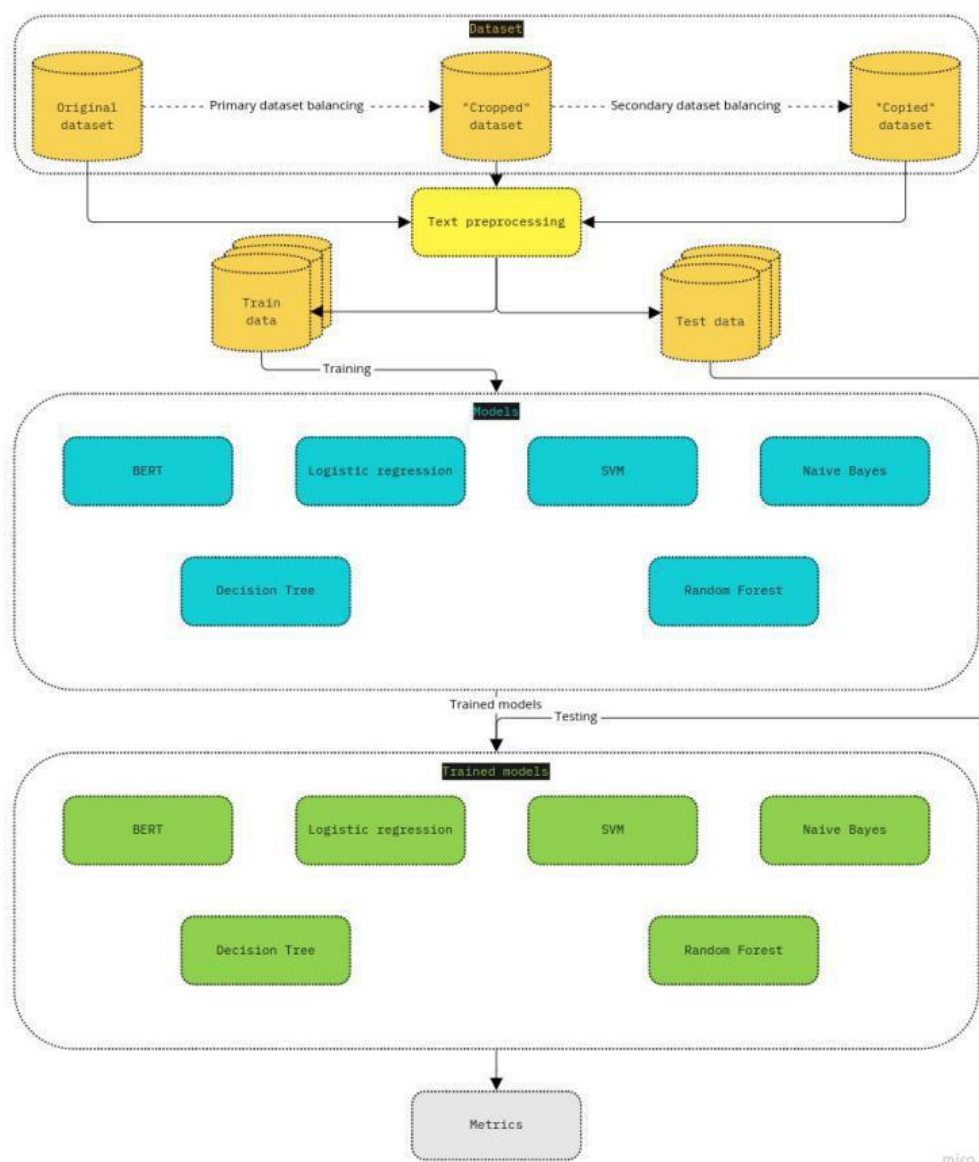 Dataset
Original
dataset
Primary dataset balancing
"Cropped"
dataset
Secondary dataset balancing
"Copied"
dataset
Text preprocessing
Train
data
Test data
Training
Models
BERT
Logistic regression
SVM
Naive Bayes
Decision Tree
Random Forest
Trained models
Testing
Trained models
BERT
Logistic regression
SVM
Naive Bayes
Decision Tree
Random Forest
Metrics
miro